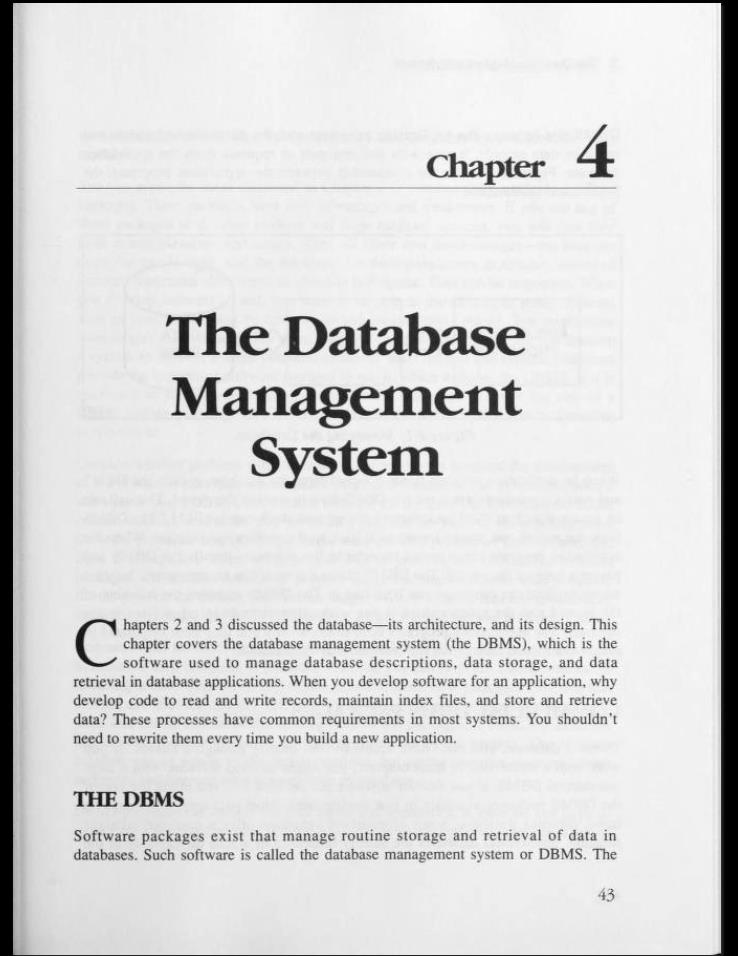 Chapter 4
The Database
Management
System
Chapters 2 and 3 discussed the database—its architecture, and its design. This
chapter covers the database management system (the DBMS), which is the
software used to manage database descriptions, data storage, and data
retrieval in database applications. When you develop software for an application, why
develop code to read and write records, maintain index files, and store and retrieve
data? These processes have common requirements in most systems. You shouldn't
need to rewrite them every time you build a new application.
THE DBMS
Software packages exist that manage routine storage and retrieval of data in
databases. Such software is called the database management system or DBMS. The
43